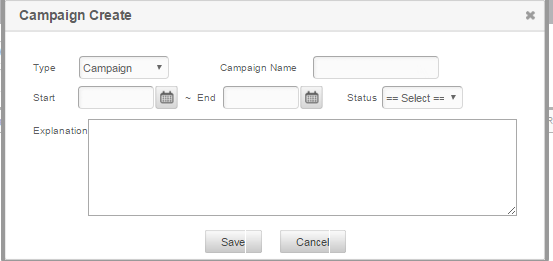 Campaign Create ✖
Type Campaign Campaign Name
Start ~ End Status == Select ==
Explanation
Save Cancel